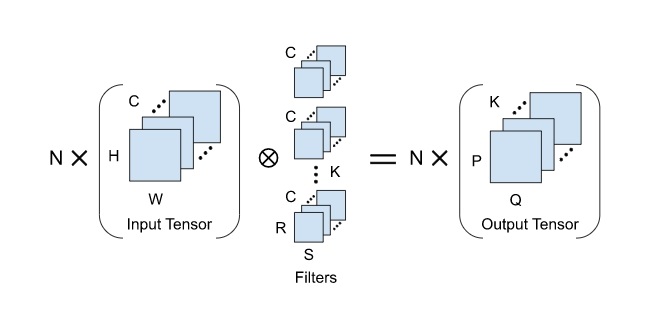 N × C H W Input Tensor
⊗
C
C
K
C
R
S
Filters
= N × K P Q Output Tensor